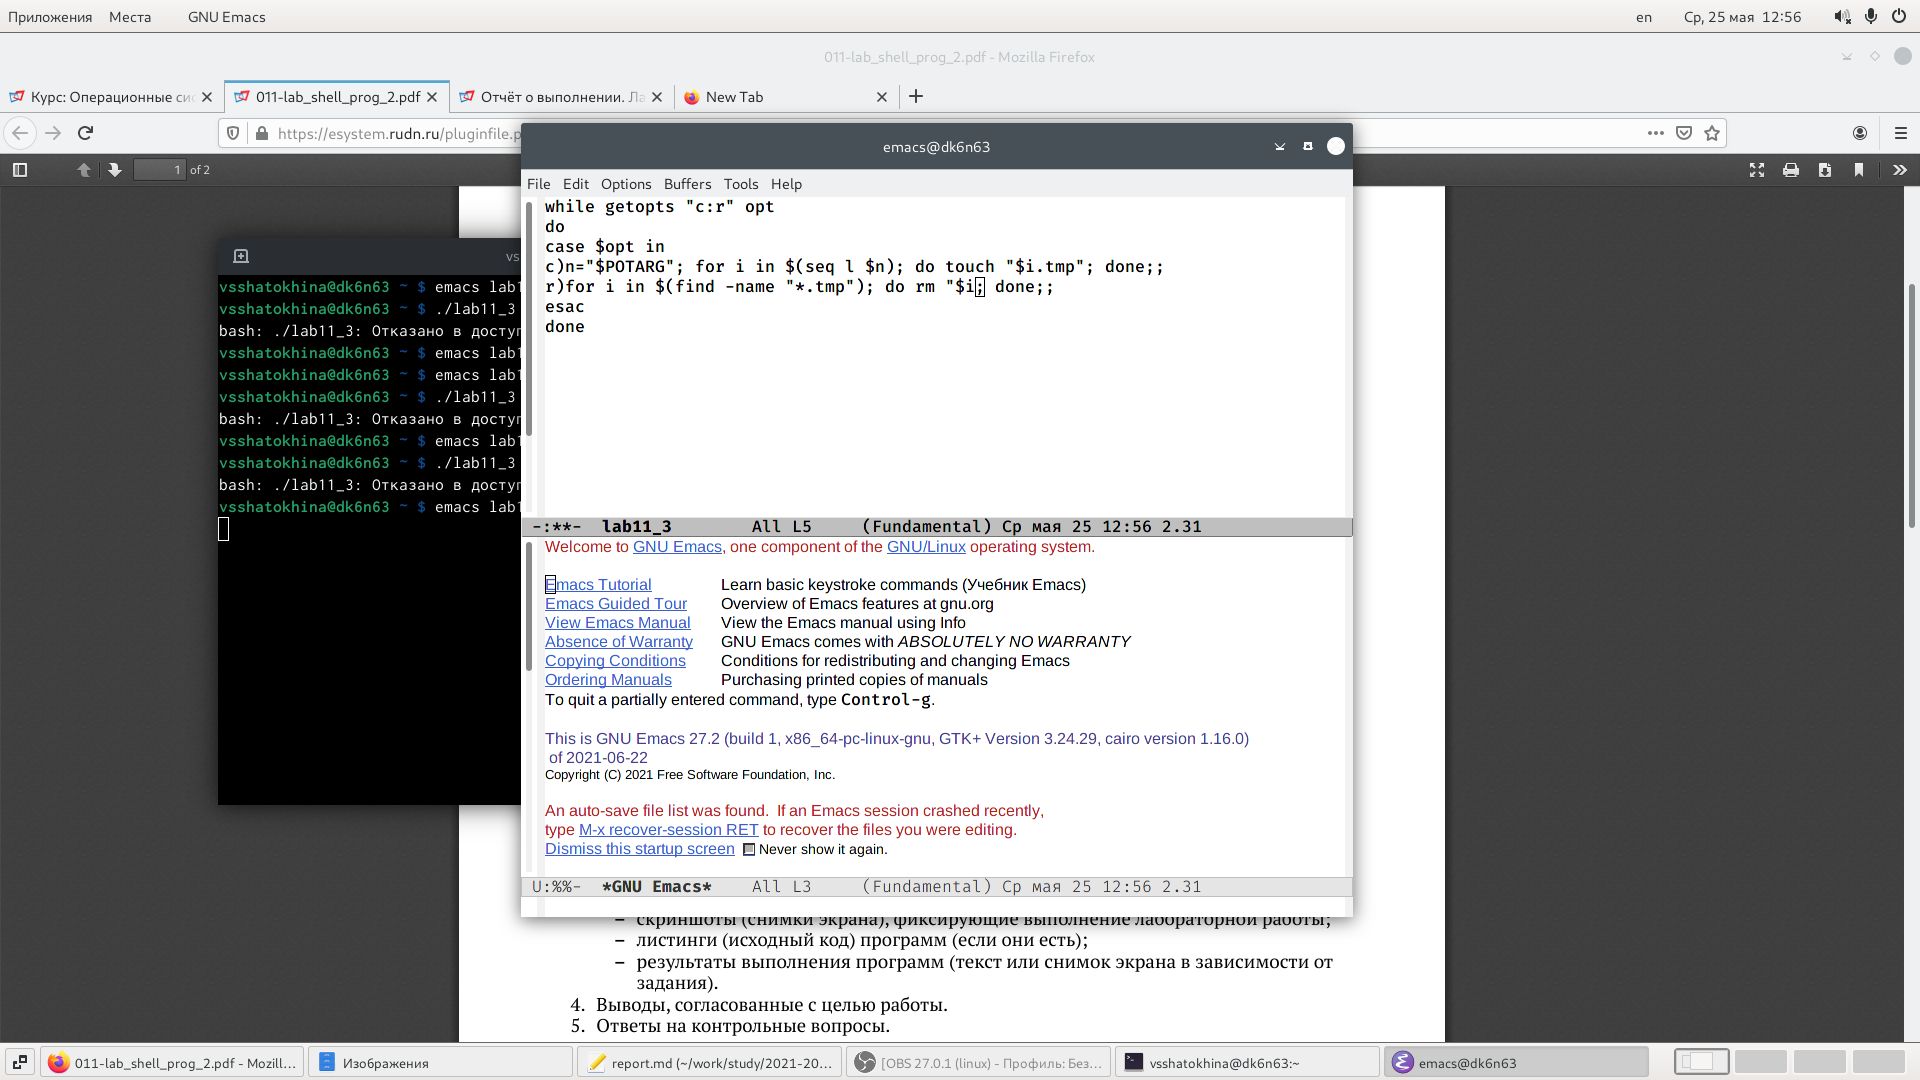 Приложения Места GNU Emacs en Ср, 25 мая 12:56
011-lab_shell_prog_2.pdf - Mozilla Firefox
Курс: Операционные си 011-lab_shell_prog_2.pdf Отчёт о выполнении. Ла New Tab
https://esystem.rudn.ru/pluginfile.p
1 of 2
emacs@dk6n63
File Edit Options Buffers Tools Help
while getopts "c:r" opt
do
case $opt in
c)n="$POTARG"; for i in $(seq l $n); do touch "$i.tmp"; done;;
r)for i in $(find -name "*.tmp"); do rm "$i; done;;
esac
done
-:**- lab11_3 All L5 (Fundamental) Ср мая 25 12:56 2.31
Welcome to GNU Emacs, one component of the GNU/Linux operating system.
Emacs Tutorial Learn basic keystroke commands (Учебник Emacs)
Emacs Guided Tour Overview of Emacs features at gnu.org
View Emacs Manual View the Emacs manual using Info
Absence of Warranty GNU Emacs comes with ABSOLUTELY NO WARRANTY
Copying Conditions Conditions for redistributing and changing Emacs
Ordering Manuals Purchasing printed copies of manuals
To quit a partially entered command, type Control-g.
This is GNU Emacs 27.2 (build 1, x86_64-pc-linux-gnu, GTK+ Version 3.24.29, cairo version 1.16.0)
of 2021-06-22
Copyright (C) 2021 Free Software Foundation, Inc.
An auto-save file list was found. If an Emacs session crashed recently,
type M-x recover-session RET to recover the files you were editing.
Dismiss this startup screen Never show it again.
U:%%- *GNU Emacs* All L3 (Fundamental) Ср мая 25 12:56 2.31
vs
vsshatokhina@dk6n63 ~ $ emacs lab1
vsshatokhina@dk6n63 ~ $ ./lab11_3
bash: ./lab11_3: Отказано в доступ
vsshatokhina@dk6n63 ~ $ emacs lab1
vsshatokhina@dk6n63 ~ $ emacs lab1
vsshatokhina@dk6n63 ~ $ ./lab11_3
bash: ./lab11_3: Отказано в доступ
vsshatokhina@dk6n63 ~ $ emacs lab1
vsshatokhina@dk6n63 ~ $ ./lab11_3
bash: ./lab11_3: Отказано в доступ
vsshatokhina@dk6n63 ~ $ emacs lab1
– скриншоты (снимки экрана), фиксирующие выполнение лабораторной работы;
– листинги (исходный код) программ (если они есть);
– результаты выполнения программ (текст или снимок экрана в зависимости от
задания).
4. Выводы, согласованные с целью работы.
5. Ответы на контрольные вопросы.
011-lab_shell_prog_2.pdf - Mozill... Изображения report.md (~/work/study/2021-20... [OBS 27.0.1 (linux) - Профиль: Без... vsshatokhina@dk6n63:~ emacs@dk6n63